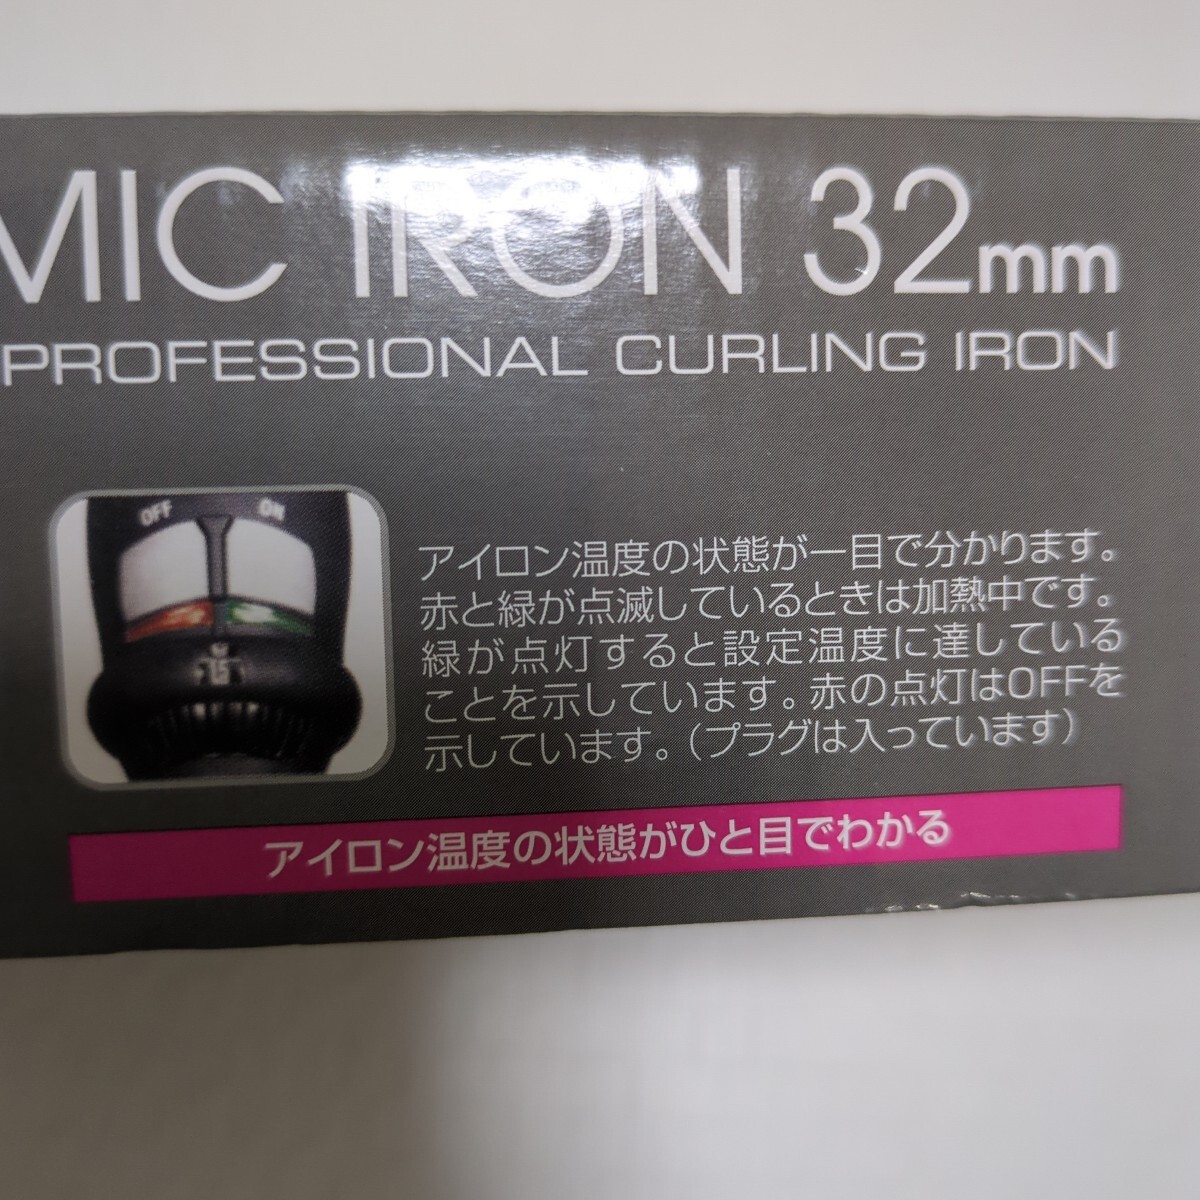 MIC IRON 32mm
PROFESSIONAL CURLING IRON
OFF ON
アイロン温度の状態が一目で分かります。
赤と緑が点滅しているときは加熱中です。
緑が点灯すると設定温度に達している
ことを示しています。赤の点灯はOFFを
示しています。（プラグは入っています）
アイロン温度の状態がひと目でわかる